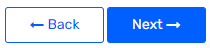 ← Back
Next →